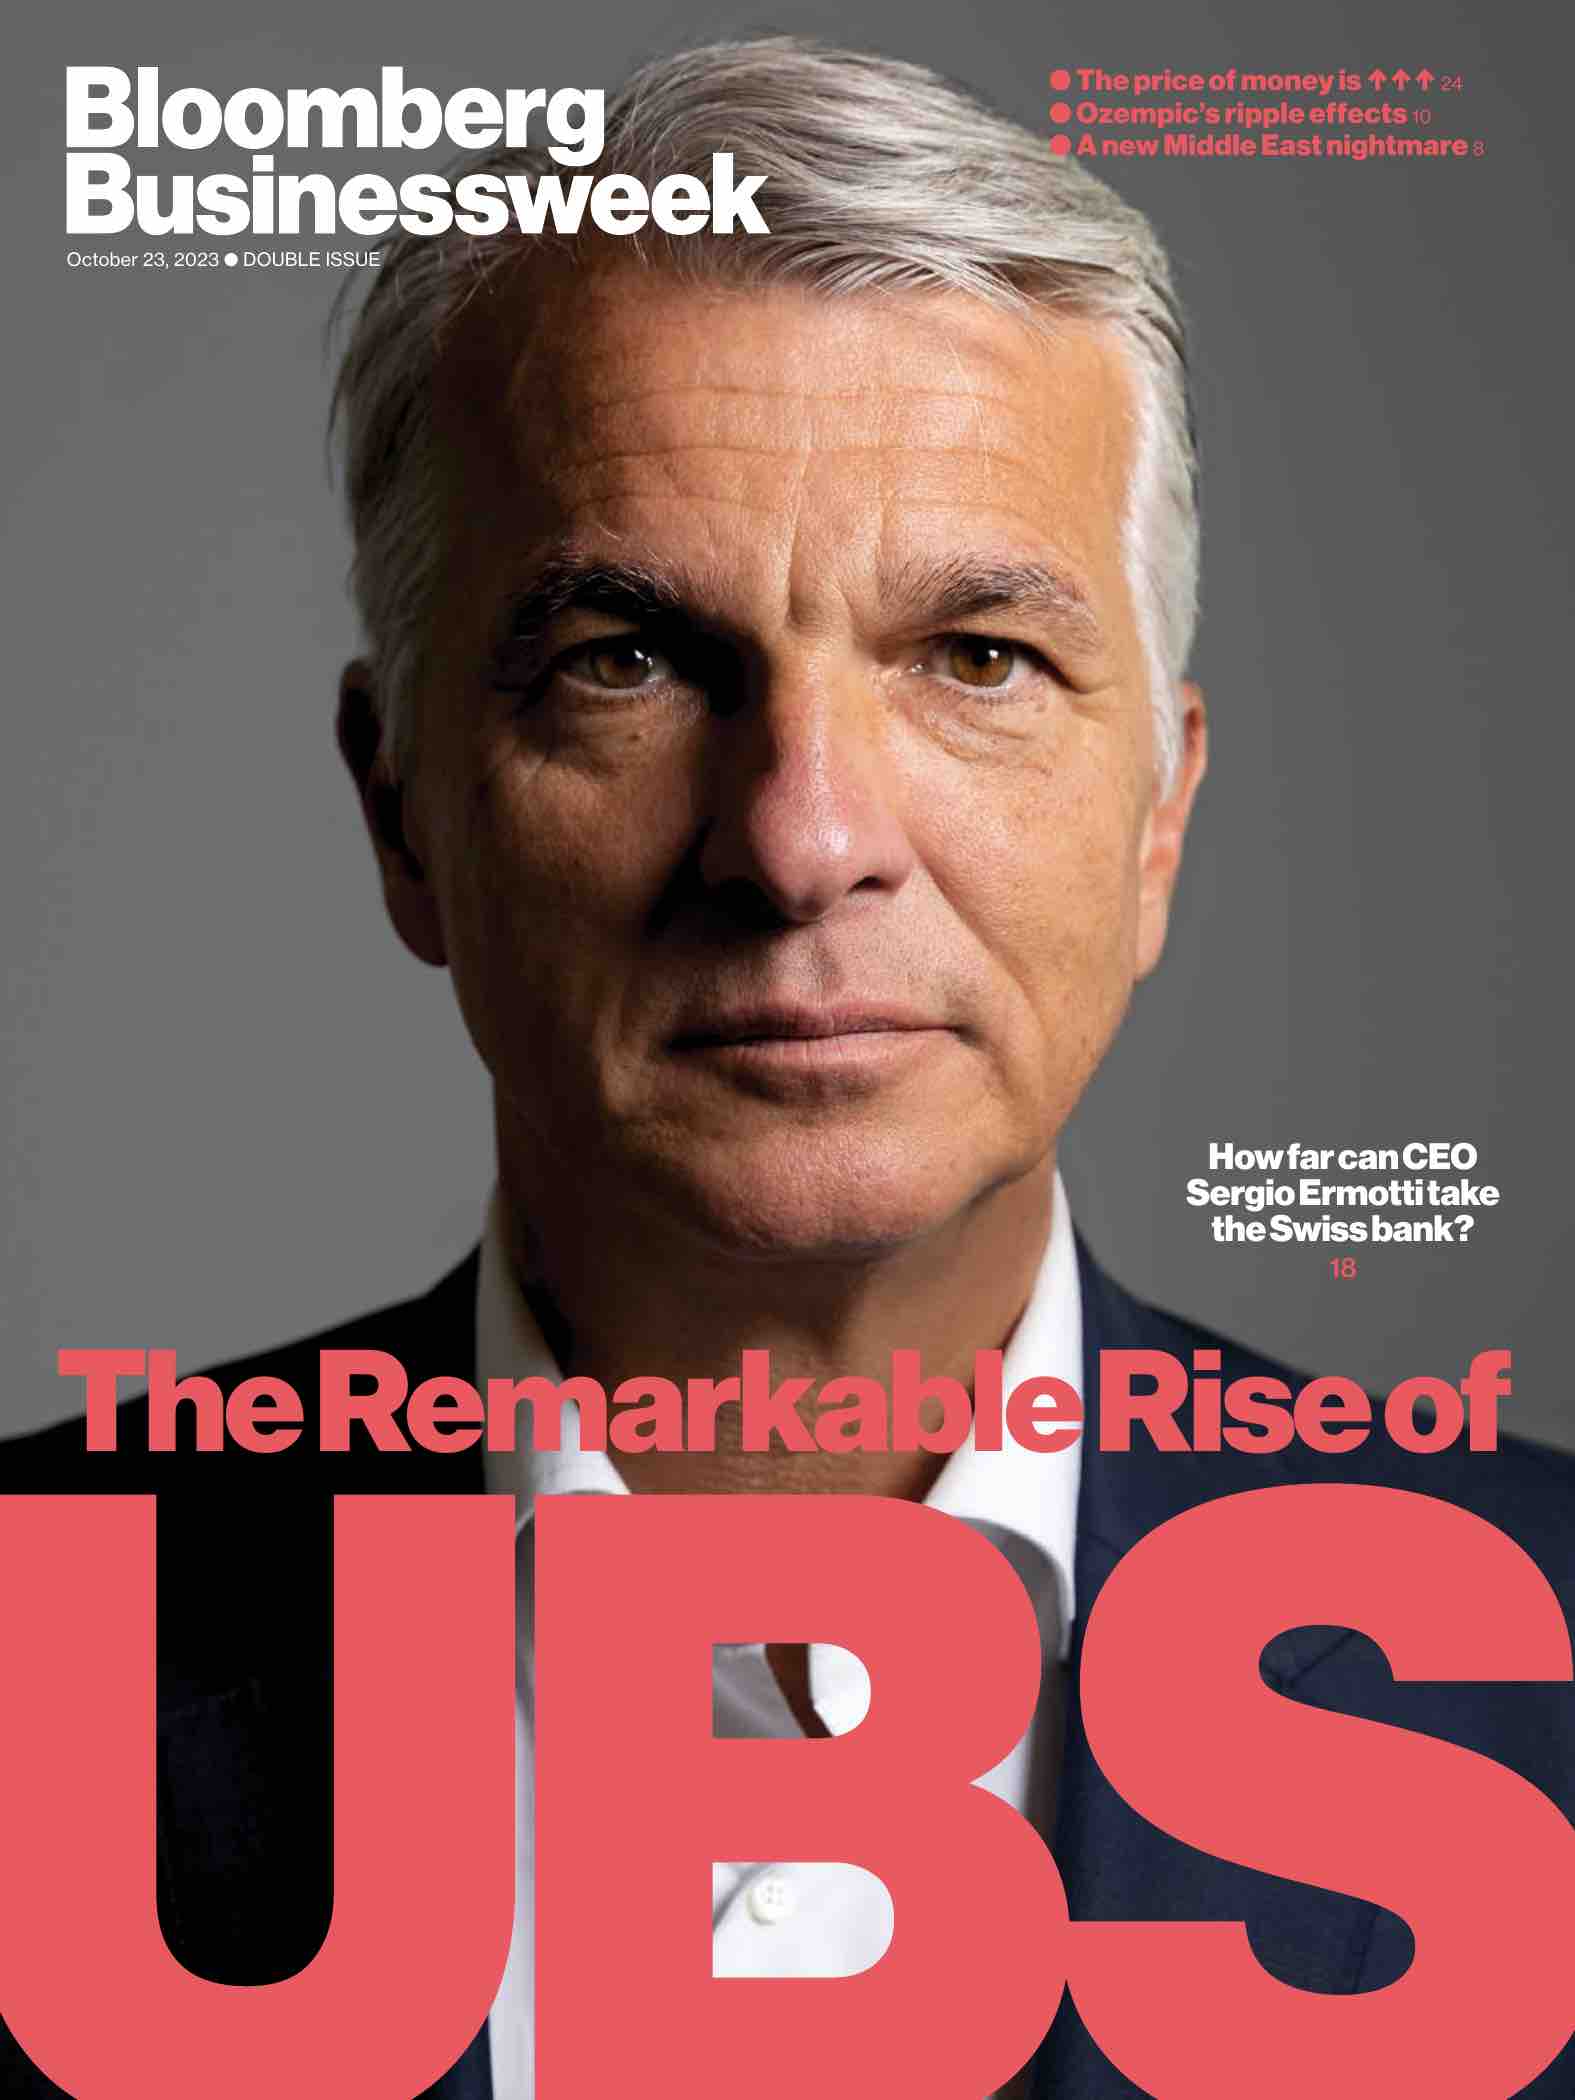 Bloomberg
Businessweek
October 23, 2023 ● DOUBLE ISSUE
● The price of money is ↑↑↑ 24
● Ozempic's ripple effects 10
● A new Middle East nightmare 8
How far can CEO
Sergio Ermotti take
the Swiss bank?
18
The Remarkable Rise of
UBS